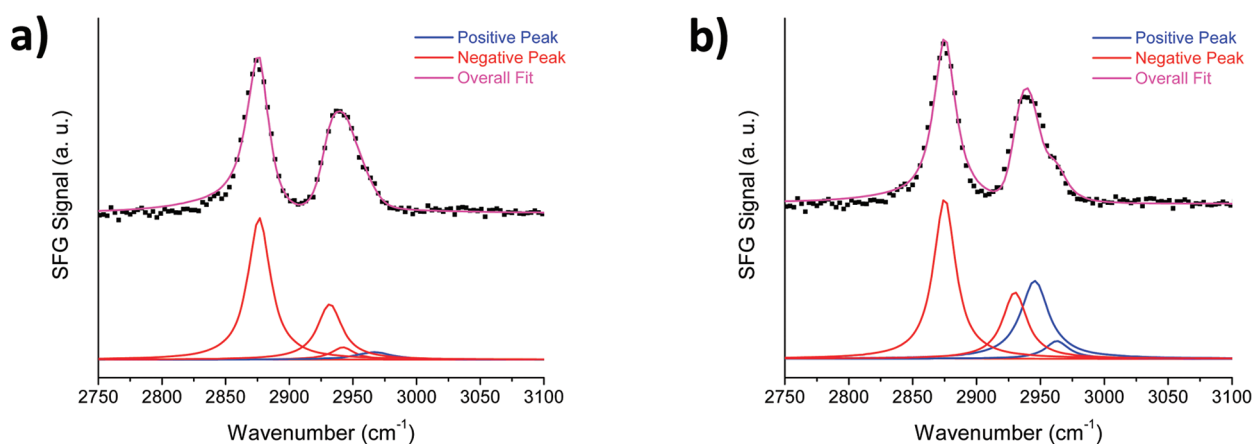 a)
Positive Peak
Negative Peak
Overall Fit
SFG Signal (a. u.)
2750 2800 2850 2900 2950 3000 3050 3100
Wavenumber (cm⁻¹)
b)
Positive Peak
Negative Peak
Overall Fit
SFG Signal (a. u.)
2750 2800 2850 2900 2950 3000 3050 3100
Wavenumber (cm⁻¹)